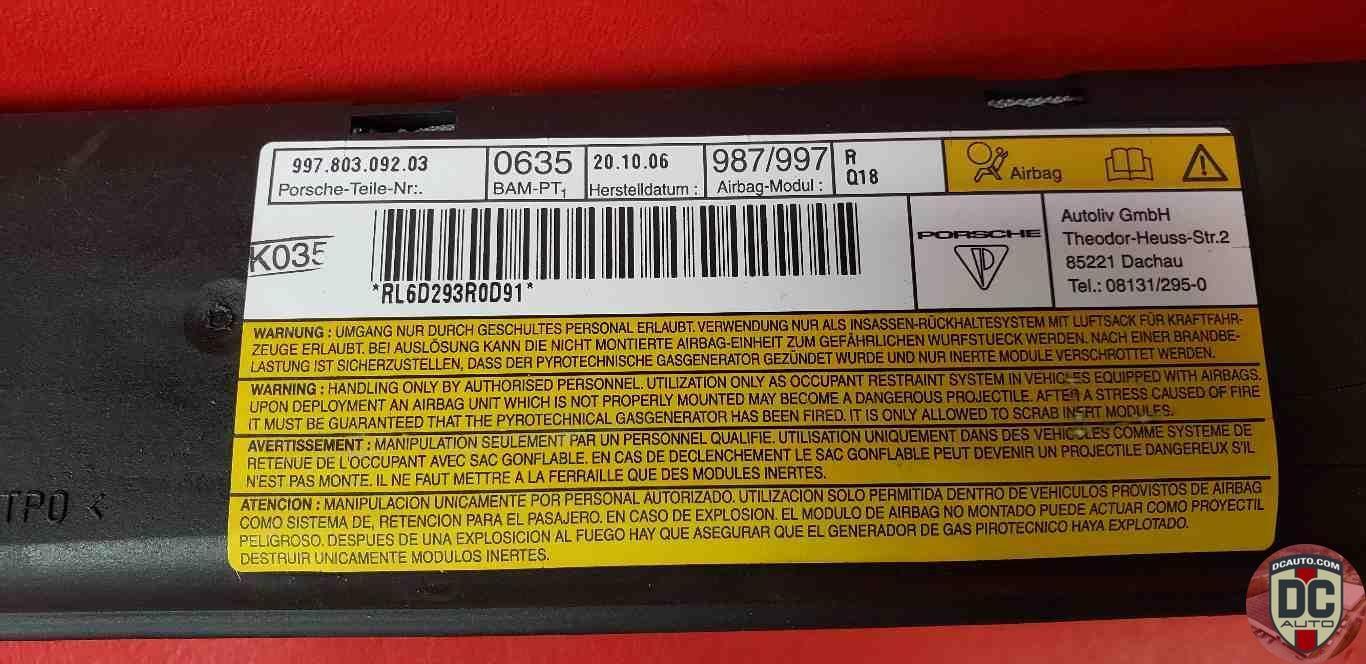 997.803.092.03
Porsche-Teile-Nr:.
0635
BAM-PT1
20.10.06
Herstelldatum :
987/997
Airbag-Modul :
R
Q18
Airbag
K035
*RL6D293R0D91*
PORSCHE
Autoliv GmbH
Theodor-Heuss-Str.2
85221 Dachau
Tel.: 08131/295-0
WARNUNG : UMGANG NUR DURCH GESCHULTES PERSONAL ERLAUBT. VERWENDUNG NUR ALS INSASSEN-RÜCKHALTESYSTEM MIT LUFTSACK FÜR KRAFTFAHR-
ZEUGE ERLAUBT. BEI AUSLÖSUNG KANN DIE NICHT MONTIERTE AIRBAG-EINHEIT ZUM GEFÄHRLICHEN WURFSTUECK WERDEN. NACH EINER BRANDBE-
LASTUNG IST SICHERZUSTELLEN, DASS DER PYROTECHNISCHE GASGENERATOR GEZÜNDET WURDE UND NUR INERTE MODULE VERSCHROTTET WERDEN.
WARNING : HANDLING ONLY BY AUTHORISED PERSONNEL. UTILIZATION ONLY AS OCCUPANT RESTRAINT SYSTEM IN VEHICLES EQUIPPED WITH AIRBAGS.
UPON DEPLOYMENT AN AIRBAG UNIT WHICH IS NOT PROPERLY MOUNTED MAY BECOME A DANGEROUS PROJECTILE. AFTER A STRESS CAUSED OF FIRE
IT MUST BE GUARANTEED THAT THE PYROTECHNICAL GASGENERATOR HAS BEEN FIRED. IT IS ONLY ALLOWED TO SCRAB INERT MODULES.
AVERTISSEMENT : MANIPULATION SEULEMENT PAR UN PERSONNEL QUALIFIE. UTILISATION UNIQUEMENT DANS DES VEHICULES COMME SYSTEME DE
RETENUE DE L'OCCUPANT AVEC SAC GONFLABLE. EN CAS DE DECLENCHEMENT LE SAC GONFLABLE PEUT DEVENIR UN PROJECTILE DANGEREUX S'IL
N'EST PAS MONTE. IL NE FAUT METTRE A LA FERRAILLE QUE DES MODULES INERTES.
ATENCION : MANIPULACION UNICAMENTE POR PERSONAL AUTORIZADO. UTILIZACION SOLO PERMITIDA DENTRO DE VEHICULOS PROVISTOS DE AIRBAG
COMO SISTEMA DE, RETENCION PARA EL PASAJERO. EN CASO DE EXPLOSION. EL MODULO DE AIRBAG NO MONTADO PUEDE ACTUAR COMO PROYECTIL
PELIGROSO. DESPUES DE UNA EXPLOSION AL FUEGO HAY QUE ASEGURAR QUE EL GENERADOR DE GAS PIROTECNICO HAYA EXPLOTADO.
DESTRUIR UNICAMENTE MODULOS INERTES.
TPO <
DCAUTO.COM
DC
AUTO